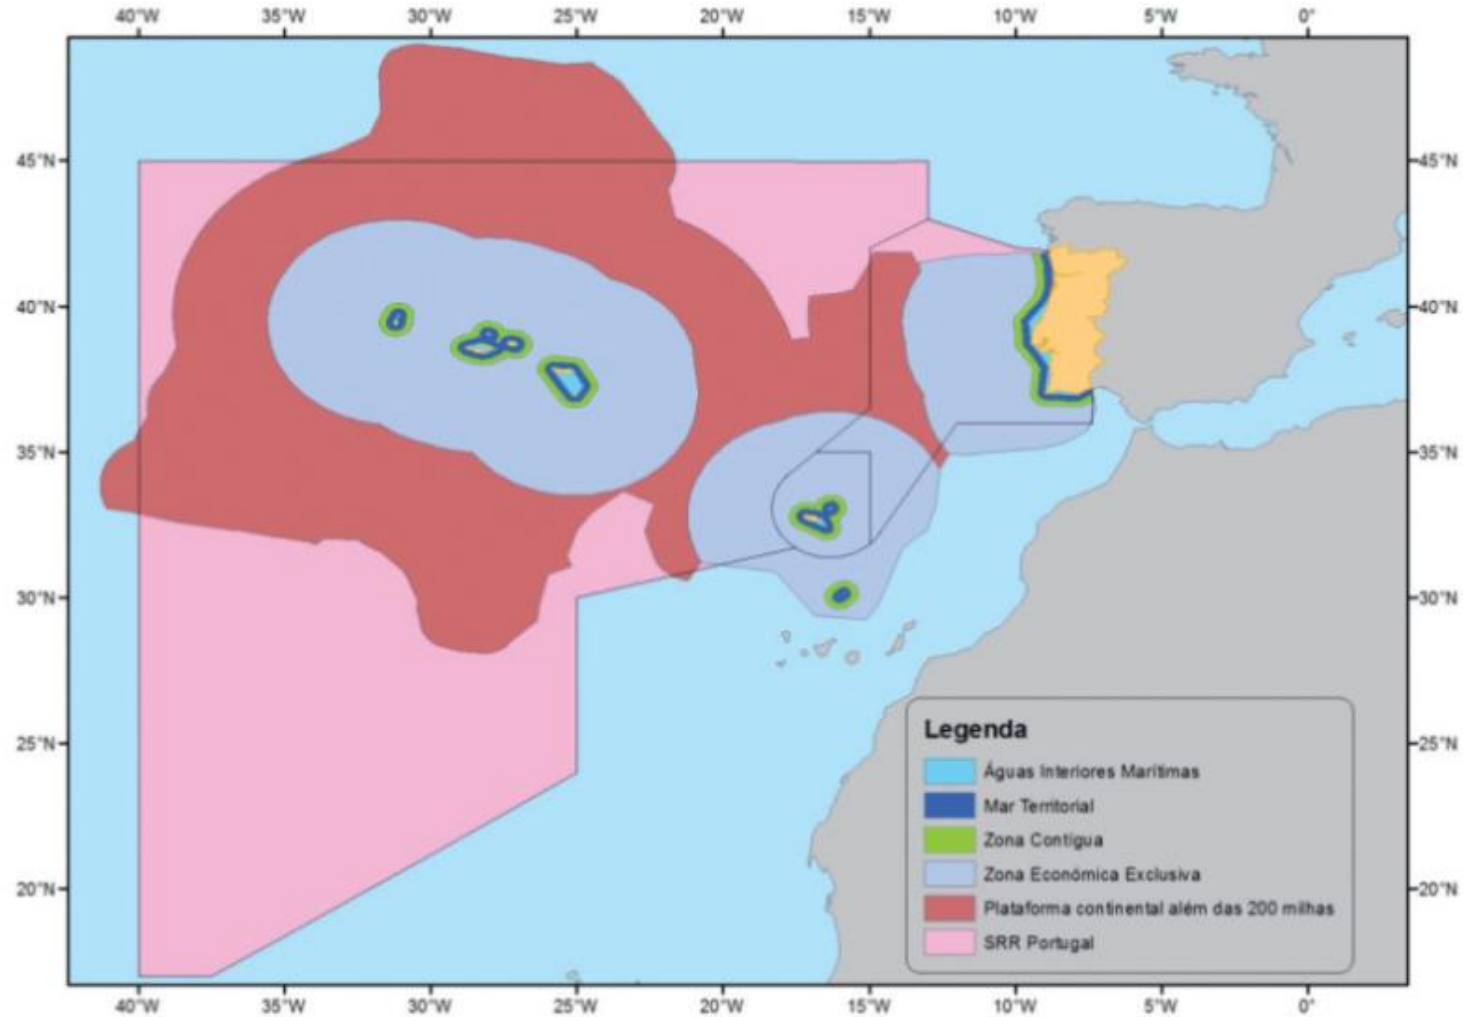 40°W 35°W 30°W 25°W 20°W 15°W 10°W 5°W 0°
45°N 45°N
40°N 40°N
35°N 35°N
30°N 30°N
25°N 25°N
20°N 20°N
Legenda
Águas Interiores Marítimas
Mar Territorial
Zona Contígua
Zona Económica Exclusiva
Plataforma continental além das 200 milhas
SRR Portugal
40°W 35°W 30°W 25°W 20°W 15°W 10°W 5°W 0°